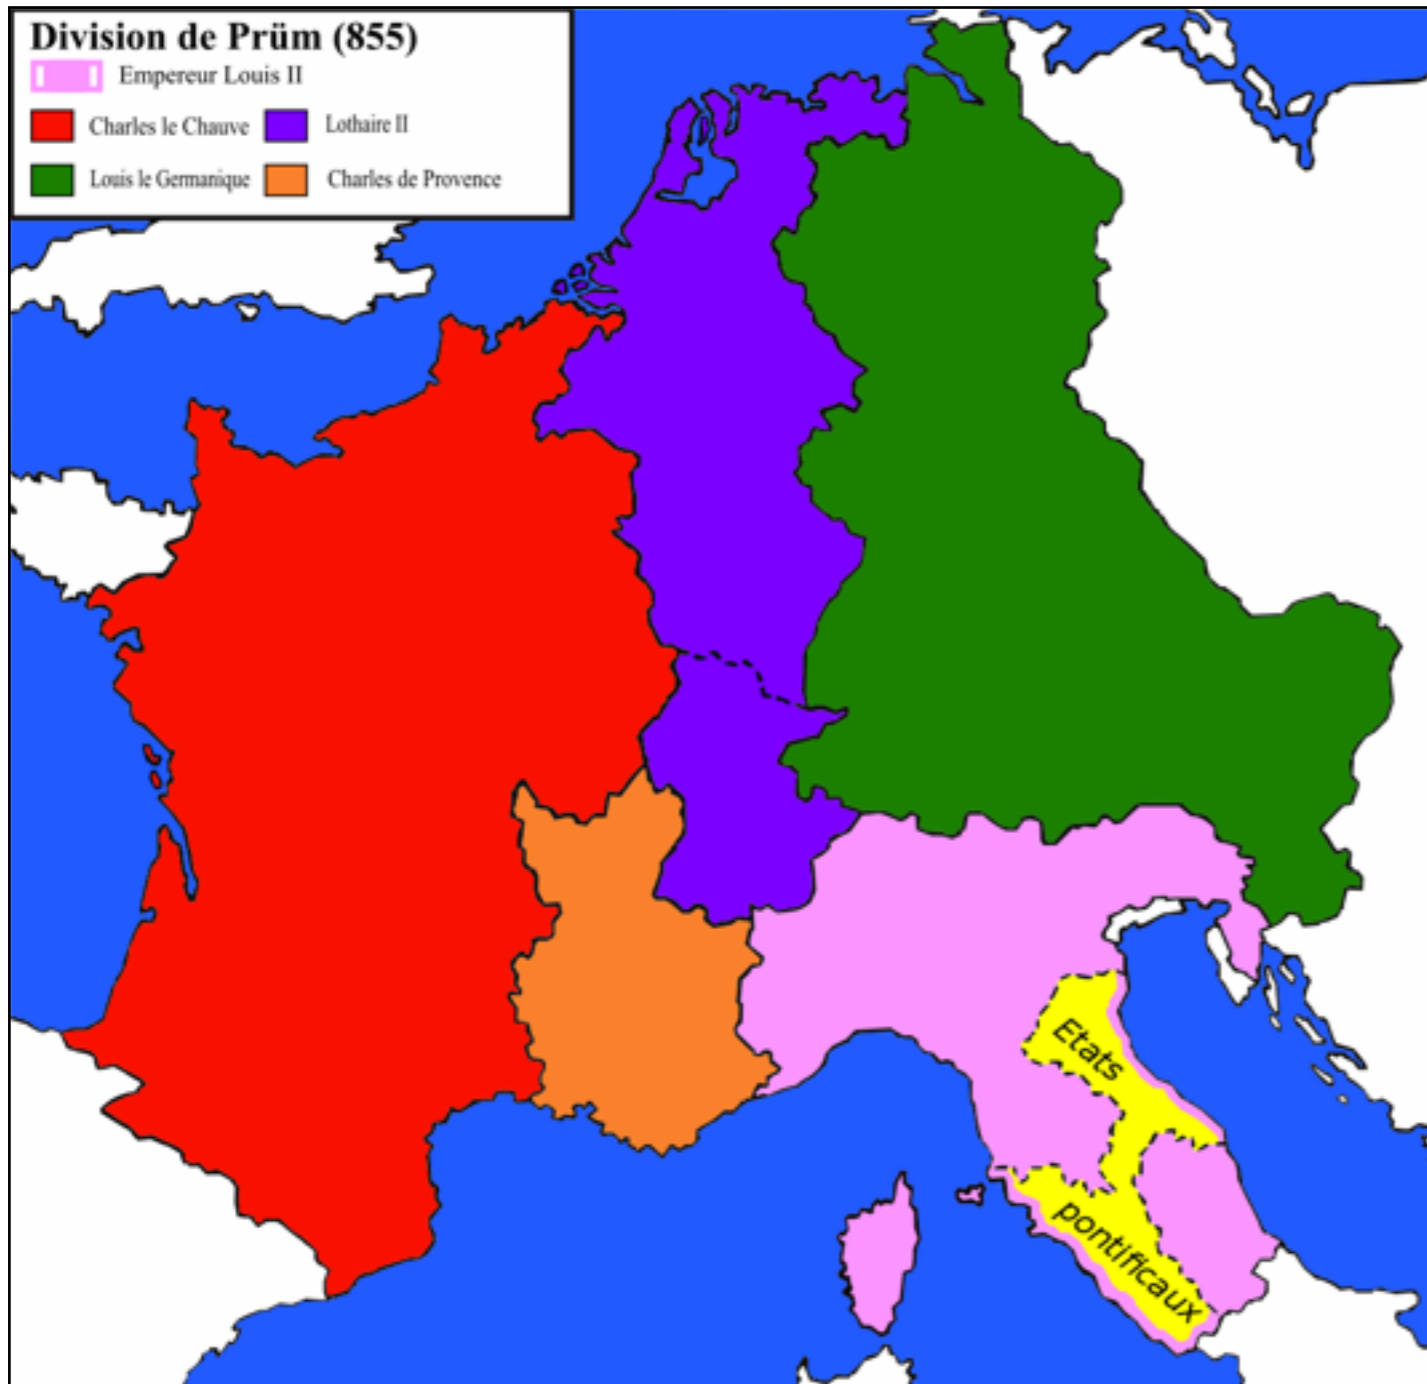 Division de Prüm (855)
Empereur Louis II
Charles le Chauve
Lothaire II
Louis le Germanique
Charles de Provence
Etats
pontificaux